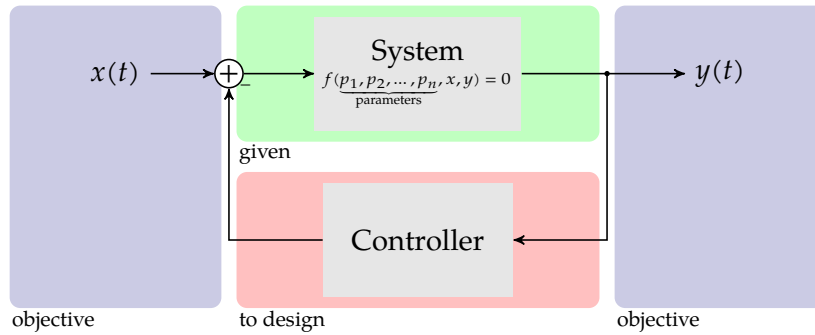 System
x(t)
+
y(t)
f(p₁, p₂, ..., pₙ, x, y) = 0
−
parameters
given
Controller
objective
to design
objective